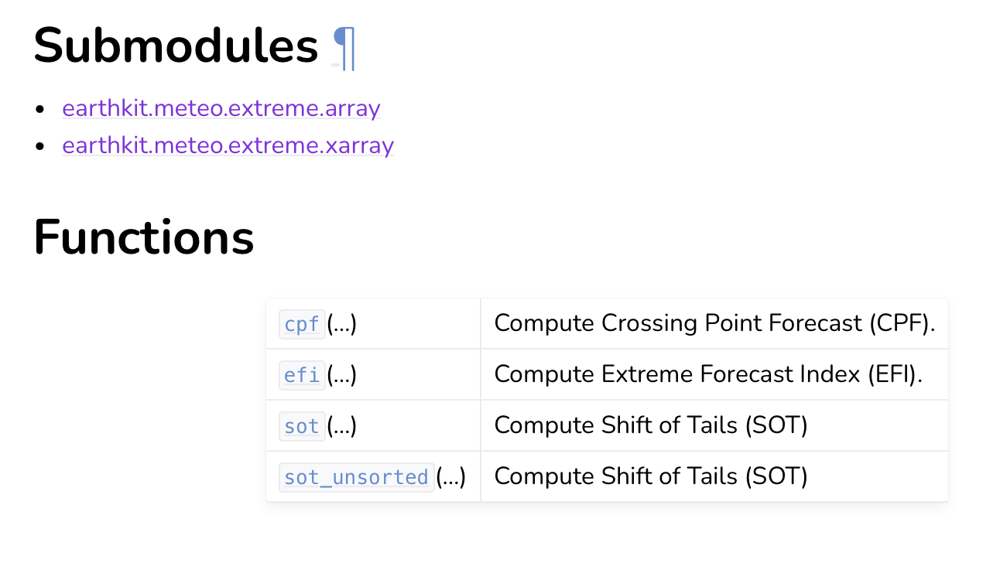 Submodules ¶
• earthkit.meteo.extreme.array
• earthkit.meteo.extreme.xarray
Functions
cpf(...) Compute Crossing Point Forecast (CPF).
efi(...) Compute Extreme Forecast Index (EFI).
sot(...) Compute Shift of Tails (SOT)
sot_unsorted(...) Compute Shift of Tails (SOT)